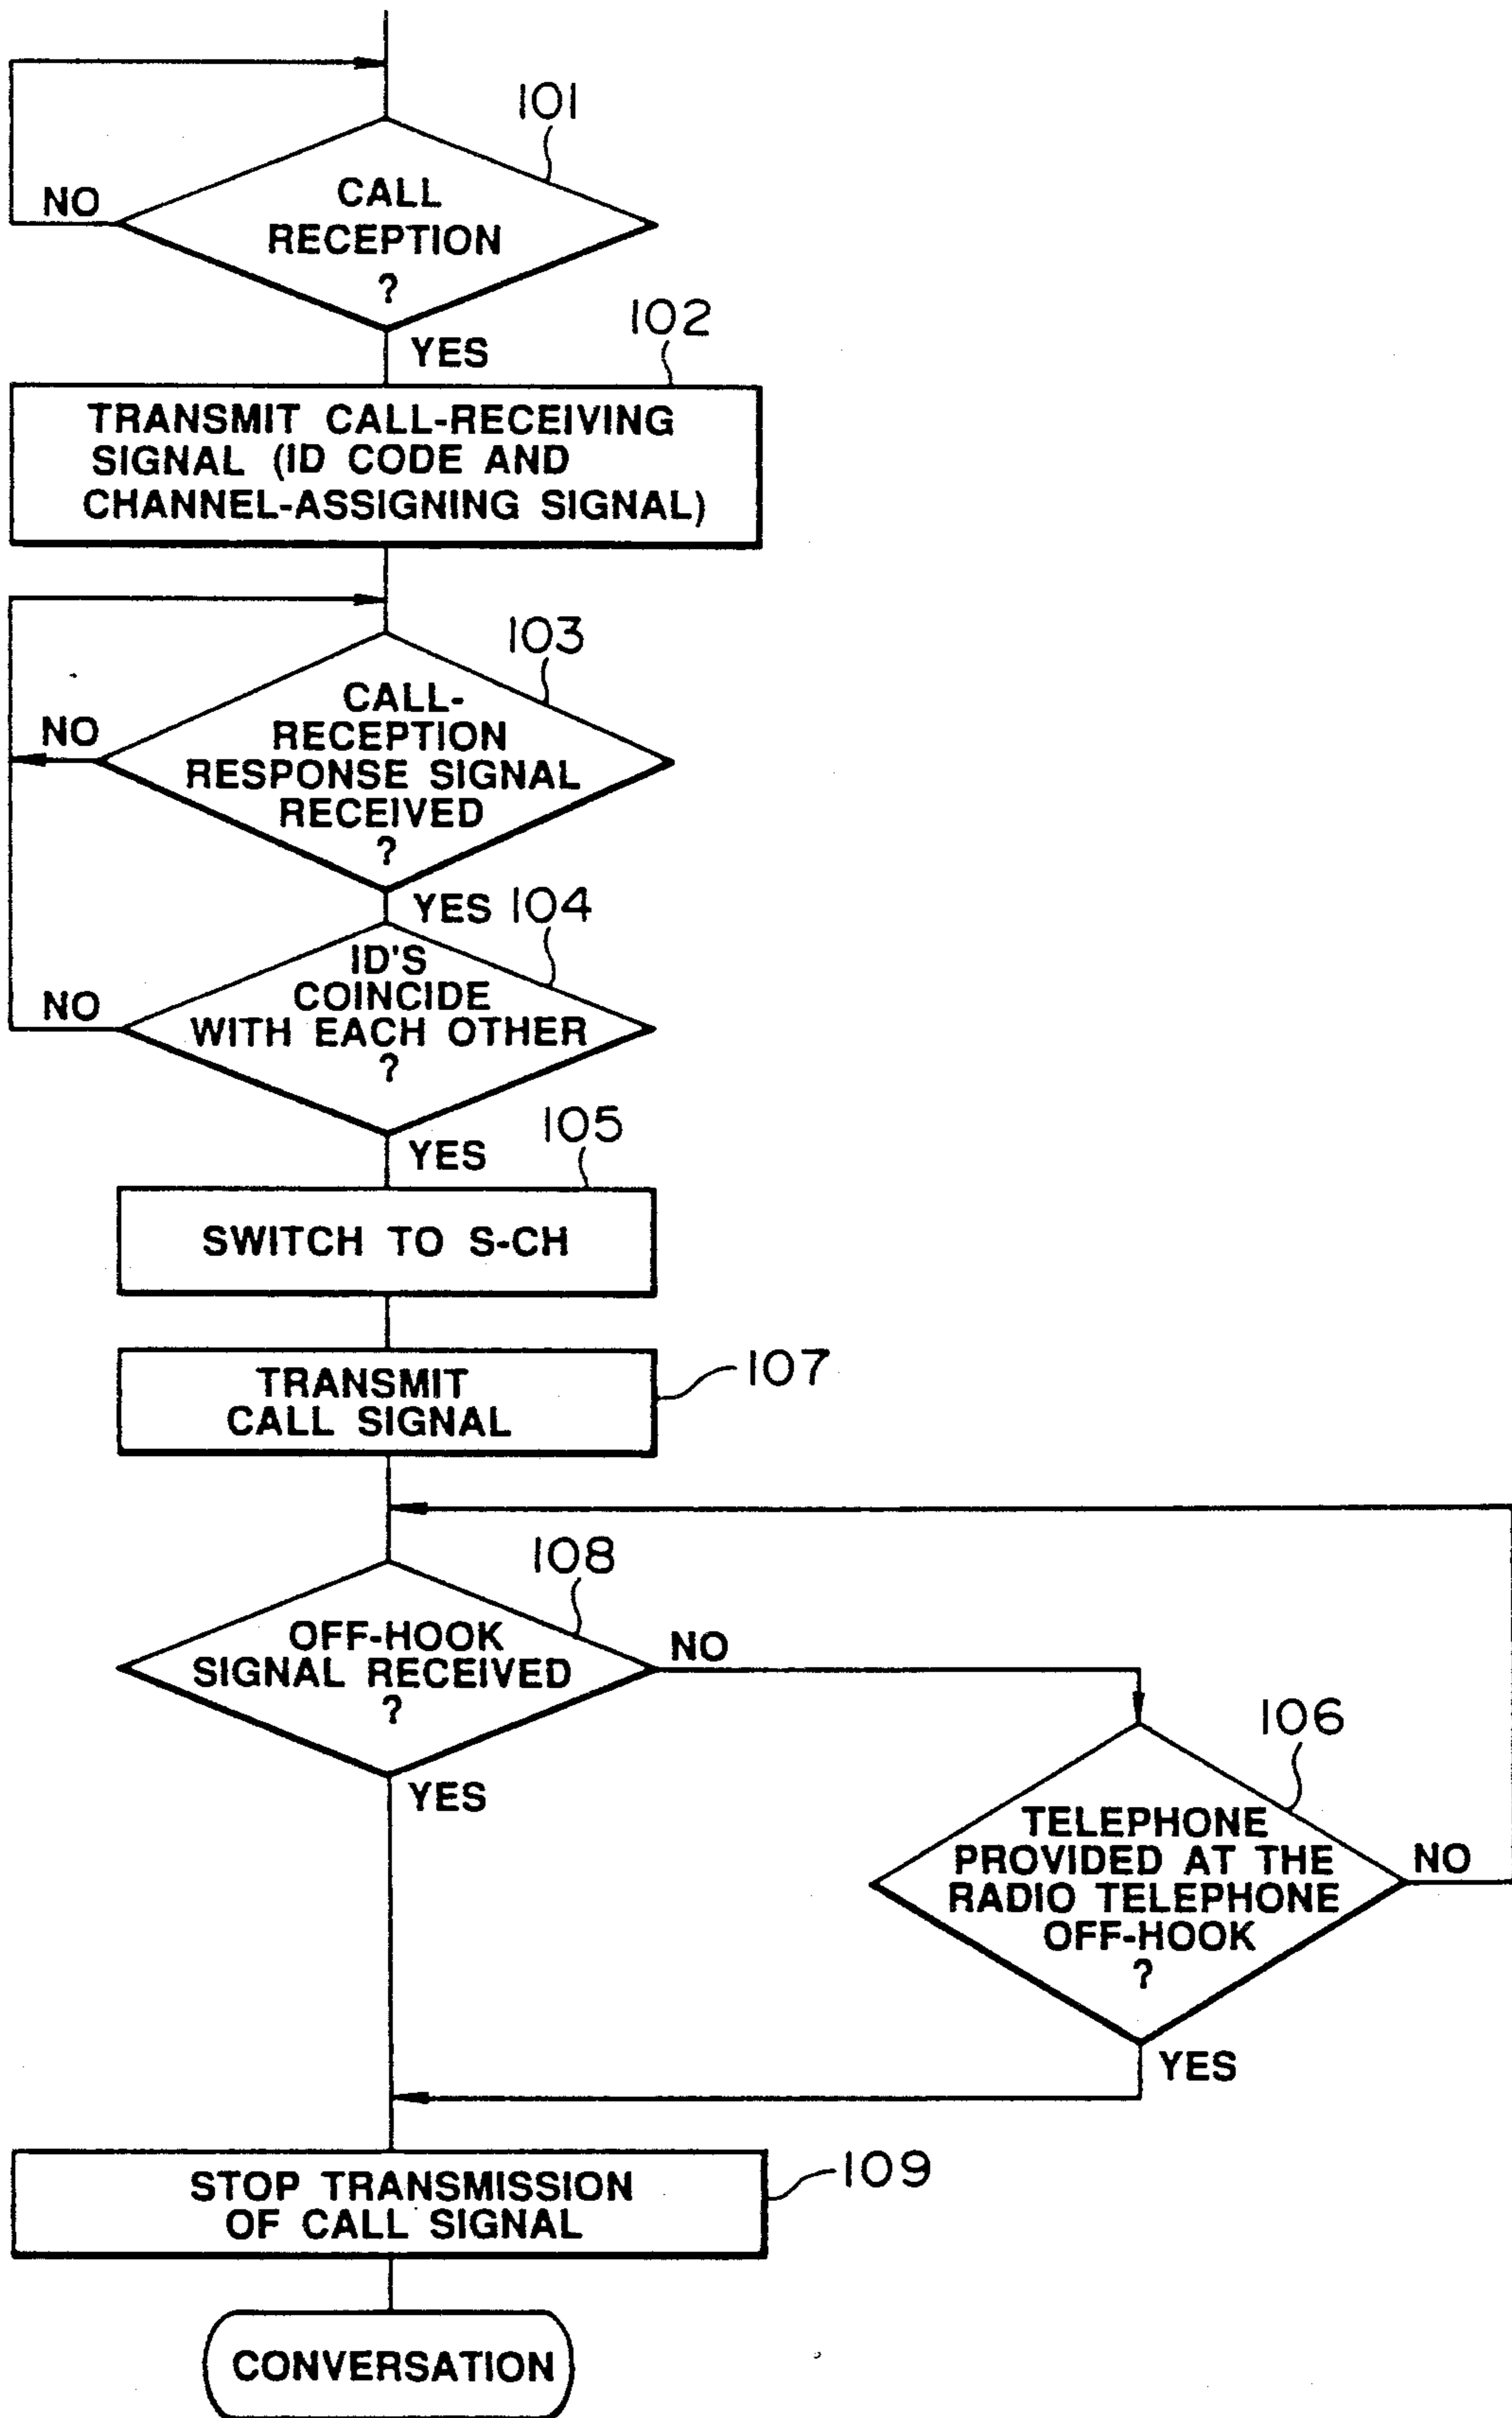 101
CALL
RECEPTION
?
NO
YES
102
TRANSMIT CALL-RECEIVING
SIGNAL (ID CODE AND
CHANNEL-ASSIGNING SIGNAL)
103
CALL-
RECEPTION
RESPONSE SIGNAL
RECEIVED
?
NO
YES
104
ID'S
COINCIDE
WITH EACH OTHER
?
NO
YES
105
SWITCH TO S-CH
107
TRANSMIT
CALL SIGNAL
108
OFF-HOOK
SIGNAL RECEIVED
?
NO
YES
106
TELEPHONE
PROVIDED AT THE
RADIO TELEPHONE
OFF-HOOK
?
NO
YES
109
STOP TRANSMISSION
OF CALL SIGNAL
CONVERSATION